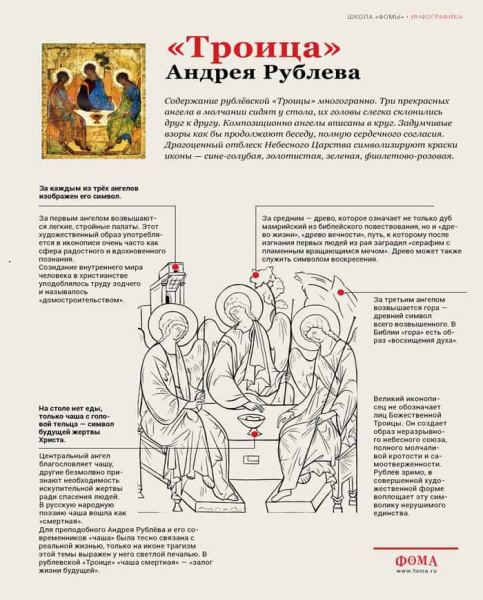 ШКОЛА «ФОМЫ» • ИНФОГРАФИКА
«Троица»
Андрея Рублева
Содержание рублёвской «Троицы» многогранно. Три прекрасных
ангела в молчании сидят у стола, их головы слегка склонились
друг к другу. Композиционно ангелы вписаны в круг. Задумчивые
взоры как бы продолжают беседу, полную сердечного согласия.
Драгоценный отблеск Небесного Царства символизируют краски
иконы — сине-голубая, золотистая, зеленая, фиолетово-розовая.
За каждым из трёх ангелов
изображен его символ.
За первым ангелом возвышают-
ся легкие, стройные палаты. Этот
художественный образ употребля-
ется в иконописи очень часто как
сфера радостного и вдохновенного
познания.
Созидание внутреннего мира
человека в христианстве
уподоблялось труду зодчего
и называлось
«домостроительством».
За средним — древо, которое означает не только дуб
мамрийский из библейского повествования, но и «дре-
во жизни», «древо вечности», путь, к которому после
изгнания первых людей из рая заградил «серафим с
пламенным вращающимся мечом». Древо может также
служить символом воскресения.
За третьим ангелом
возвышается гора —
древний символ
всего возвышенного. В
Библии «гора» есть об-
раз «восхищения духа».
На столе нет еды,
только чаша с голо-
вой тельца — символ
будущей жертвы
Христа.
Центральный ангел
благословляет чашу,
другие безмолвно при-
знают необходимость
искупительной жертвы
ради спасения людей.
В русскую народную
поэзию чаша вошла как
«смертная».
Для преподобного Андрея Рублёва и его со-
временников «чаша» была тесно связана с
реальной жизнью, только на иконе трагизм
этой темы выражен у него светлой печалью. В
рублевской «Троице» «чаша смертная» — «залог
жизни будущей».
Великий иконопи-
сец не обозначает
лиц Божественной
Троицы. Он создает
образ неразрывно-
го небесного союза,
полного молчали-
вой кротости и са-
моотверженности.
Рублев зримо, в
совершенной худо-
жественной форме
воплощает эту сим-
волику нерушимого
единства.
ФОМА
www.foma.ru